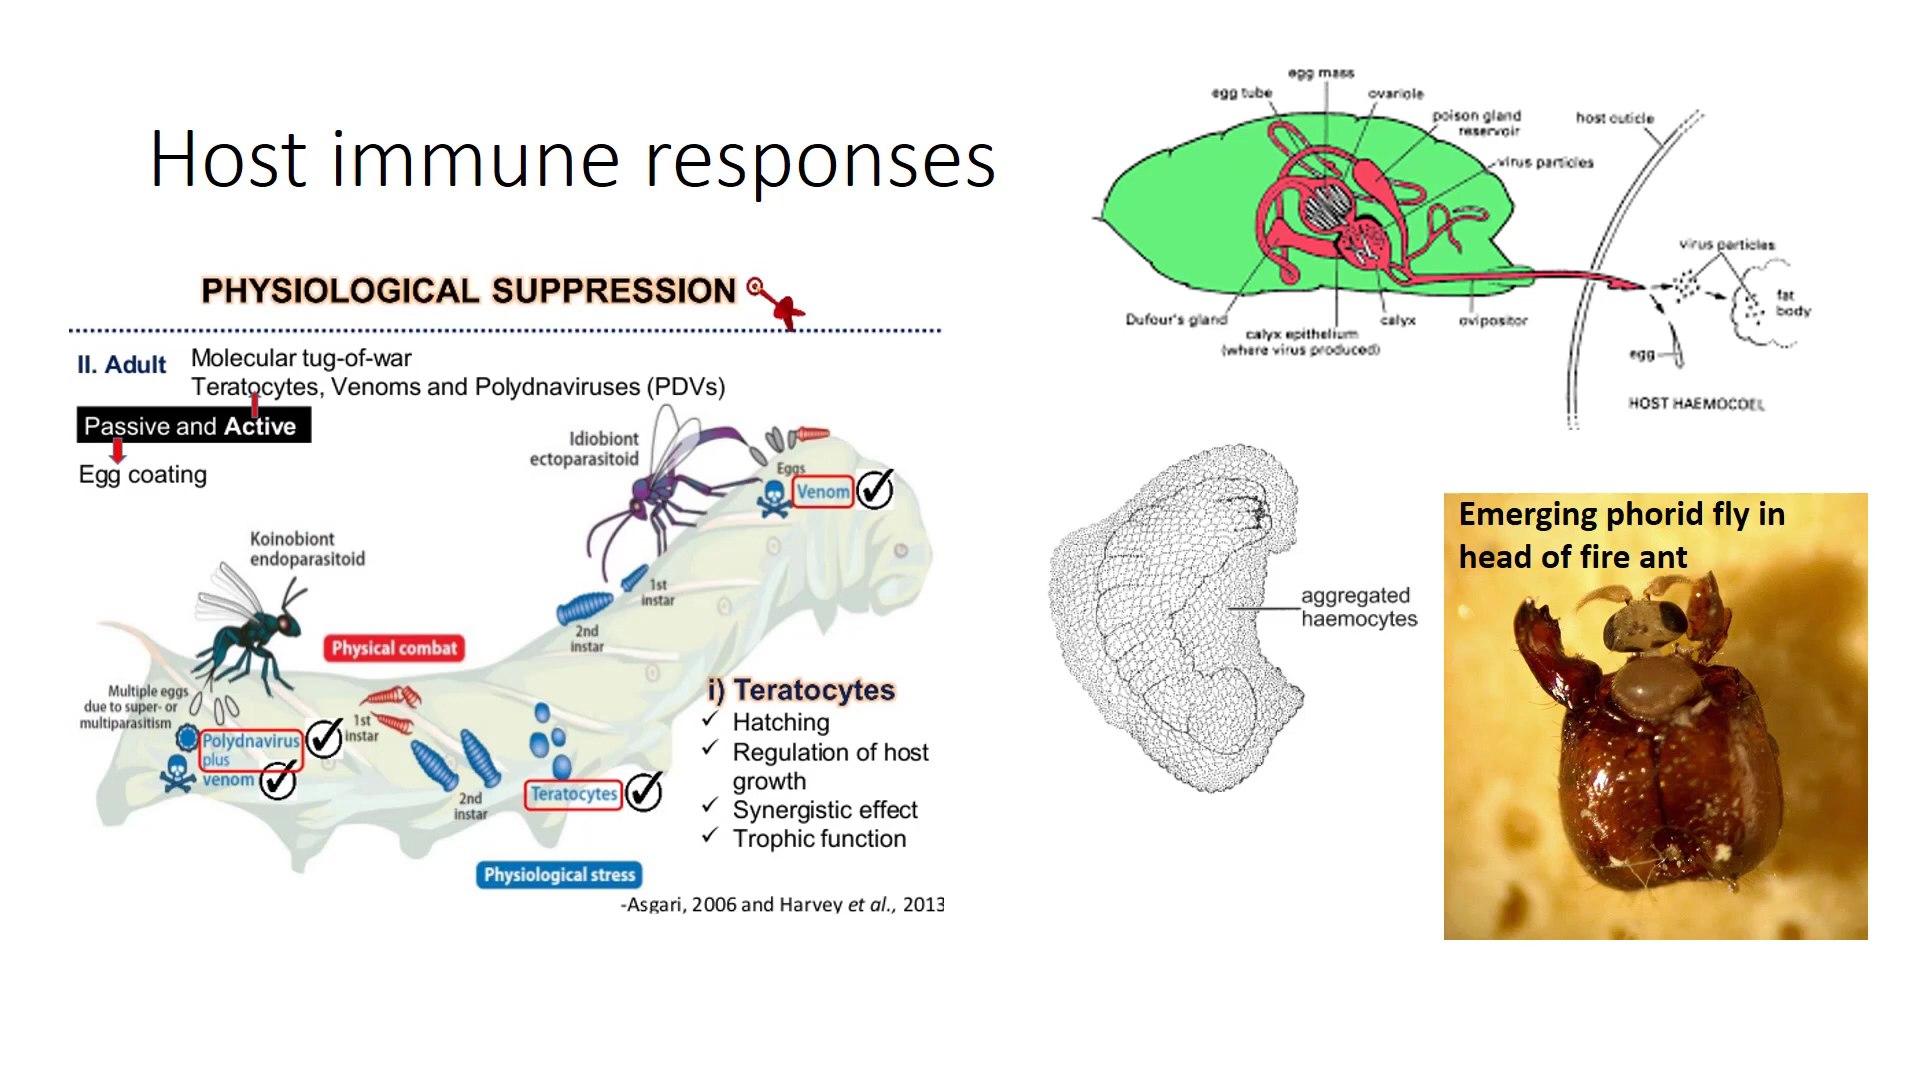 Host immune responses
PHYSIOLOGICAL SUPPRESSION
II. Adult
Molecular tug-of-war
Teratocytes, Venoms and Polydnaviruses (PDVs)
Passive and Active
Egg coating
Idiobiont
ectoparasitoid
Eggs
Venom
Koinobiont
endoparasitoid
1st
instar
2nd
instar
Physical combat
Multiple eggs
due to super- or
multiparasitism
1st
instar
Polydnavirus
plus
venom
2nd
instar
Teratocytes
Physiological stress
i) Teratocytes
✓ Hatching
✓ Regulation of host
growth
✓ Synergistic effect
✓ Trophic function
-Asgari, 2006 and Harvey et al., 2013
egg mass
egg tube
ovariole
poison gland
reservoir
host cuticle
virus particles
virus particles
fat
body
Dufour's gland
calyx epithelium
(where virus produced)
calyx
ovipositor
egg
HOST HAEMOCOEL
aggregated
haemocytes
Emerging phorid fly in
head of fire ant